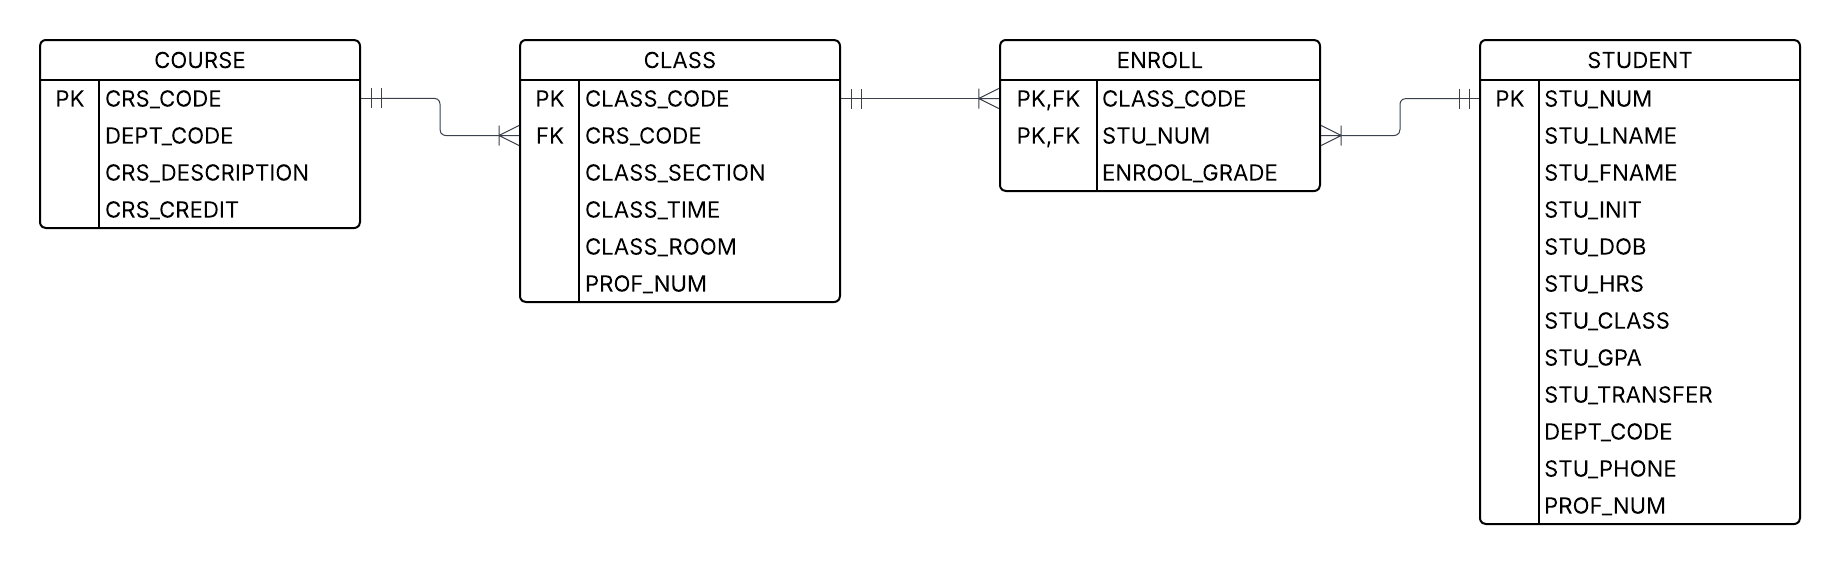 COURSE
PK CRS_CODE
DEPT_CODE
CRS_DESCRIPTION
CRS_CREDIT
CLASS
PK CLASS_CODE
FK CRS_CODE
CLASS_SECTION
CLASS_TIME
CLASS_ROOM
PROF_NUM
ENROLL
PK,FK CLASS_CODE
PK,FK STU_NUM
ENROOL_GRADE
STUDENT
PK STU_NUM
STU_LNAME
STU_FNAME
STU_INIT
STU_DOB
STU_HRS
STU_CLASS
STU_GPA
STU_TRANSFER
DEPT_CODE
STU_PHONE
PROF_NUM